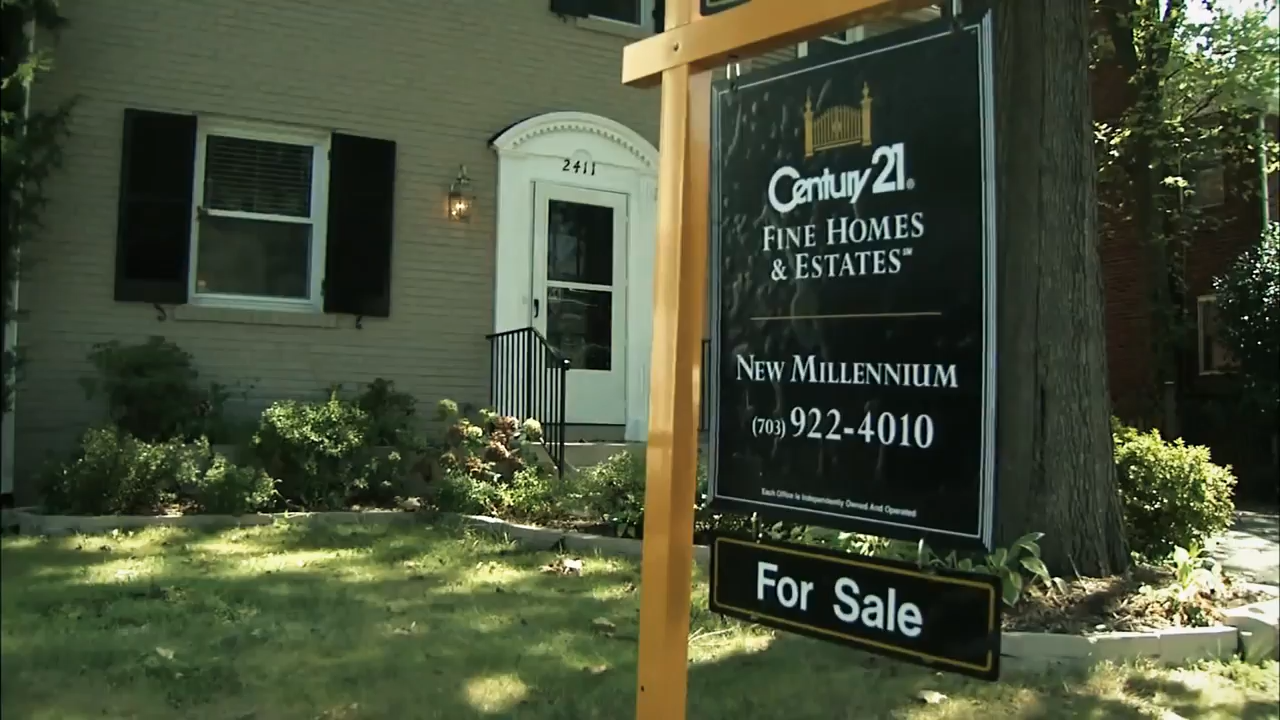 2411
Century 21®
FINE HOMES
& ESTATES℠
NEW MILLENNIUM
(703) 922-4010
Each Office is Independently Owned And Operated
For Sale